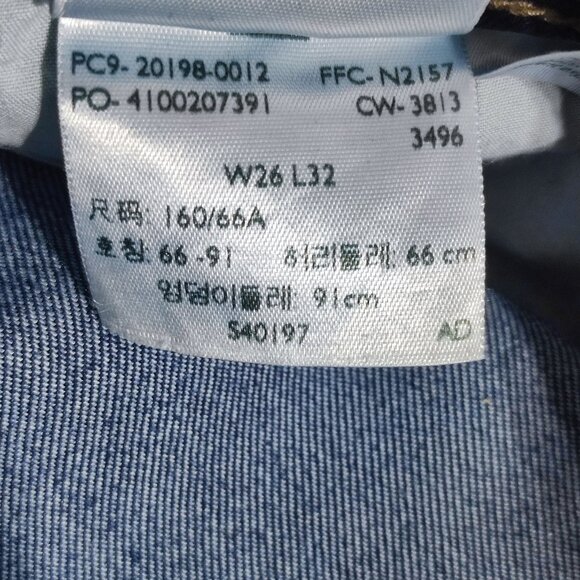 PC9- 20198-0012 FFC- N2157
PO- 4100207391 CW- 3813
3496
W26 L32
尺码: 160/66A
호칭: 66 -91 허리둘레: 66 cm
엉덩이둘레: 91cm
S40197 AD